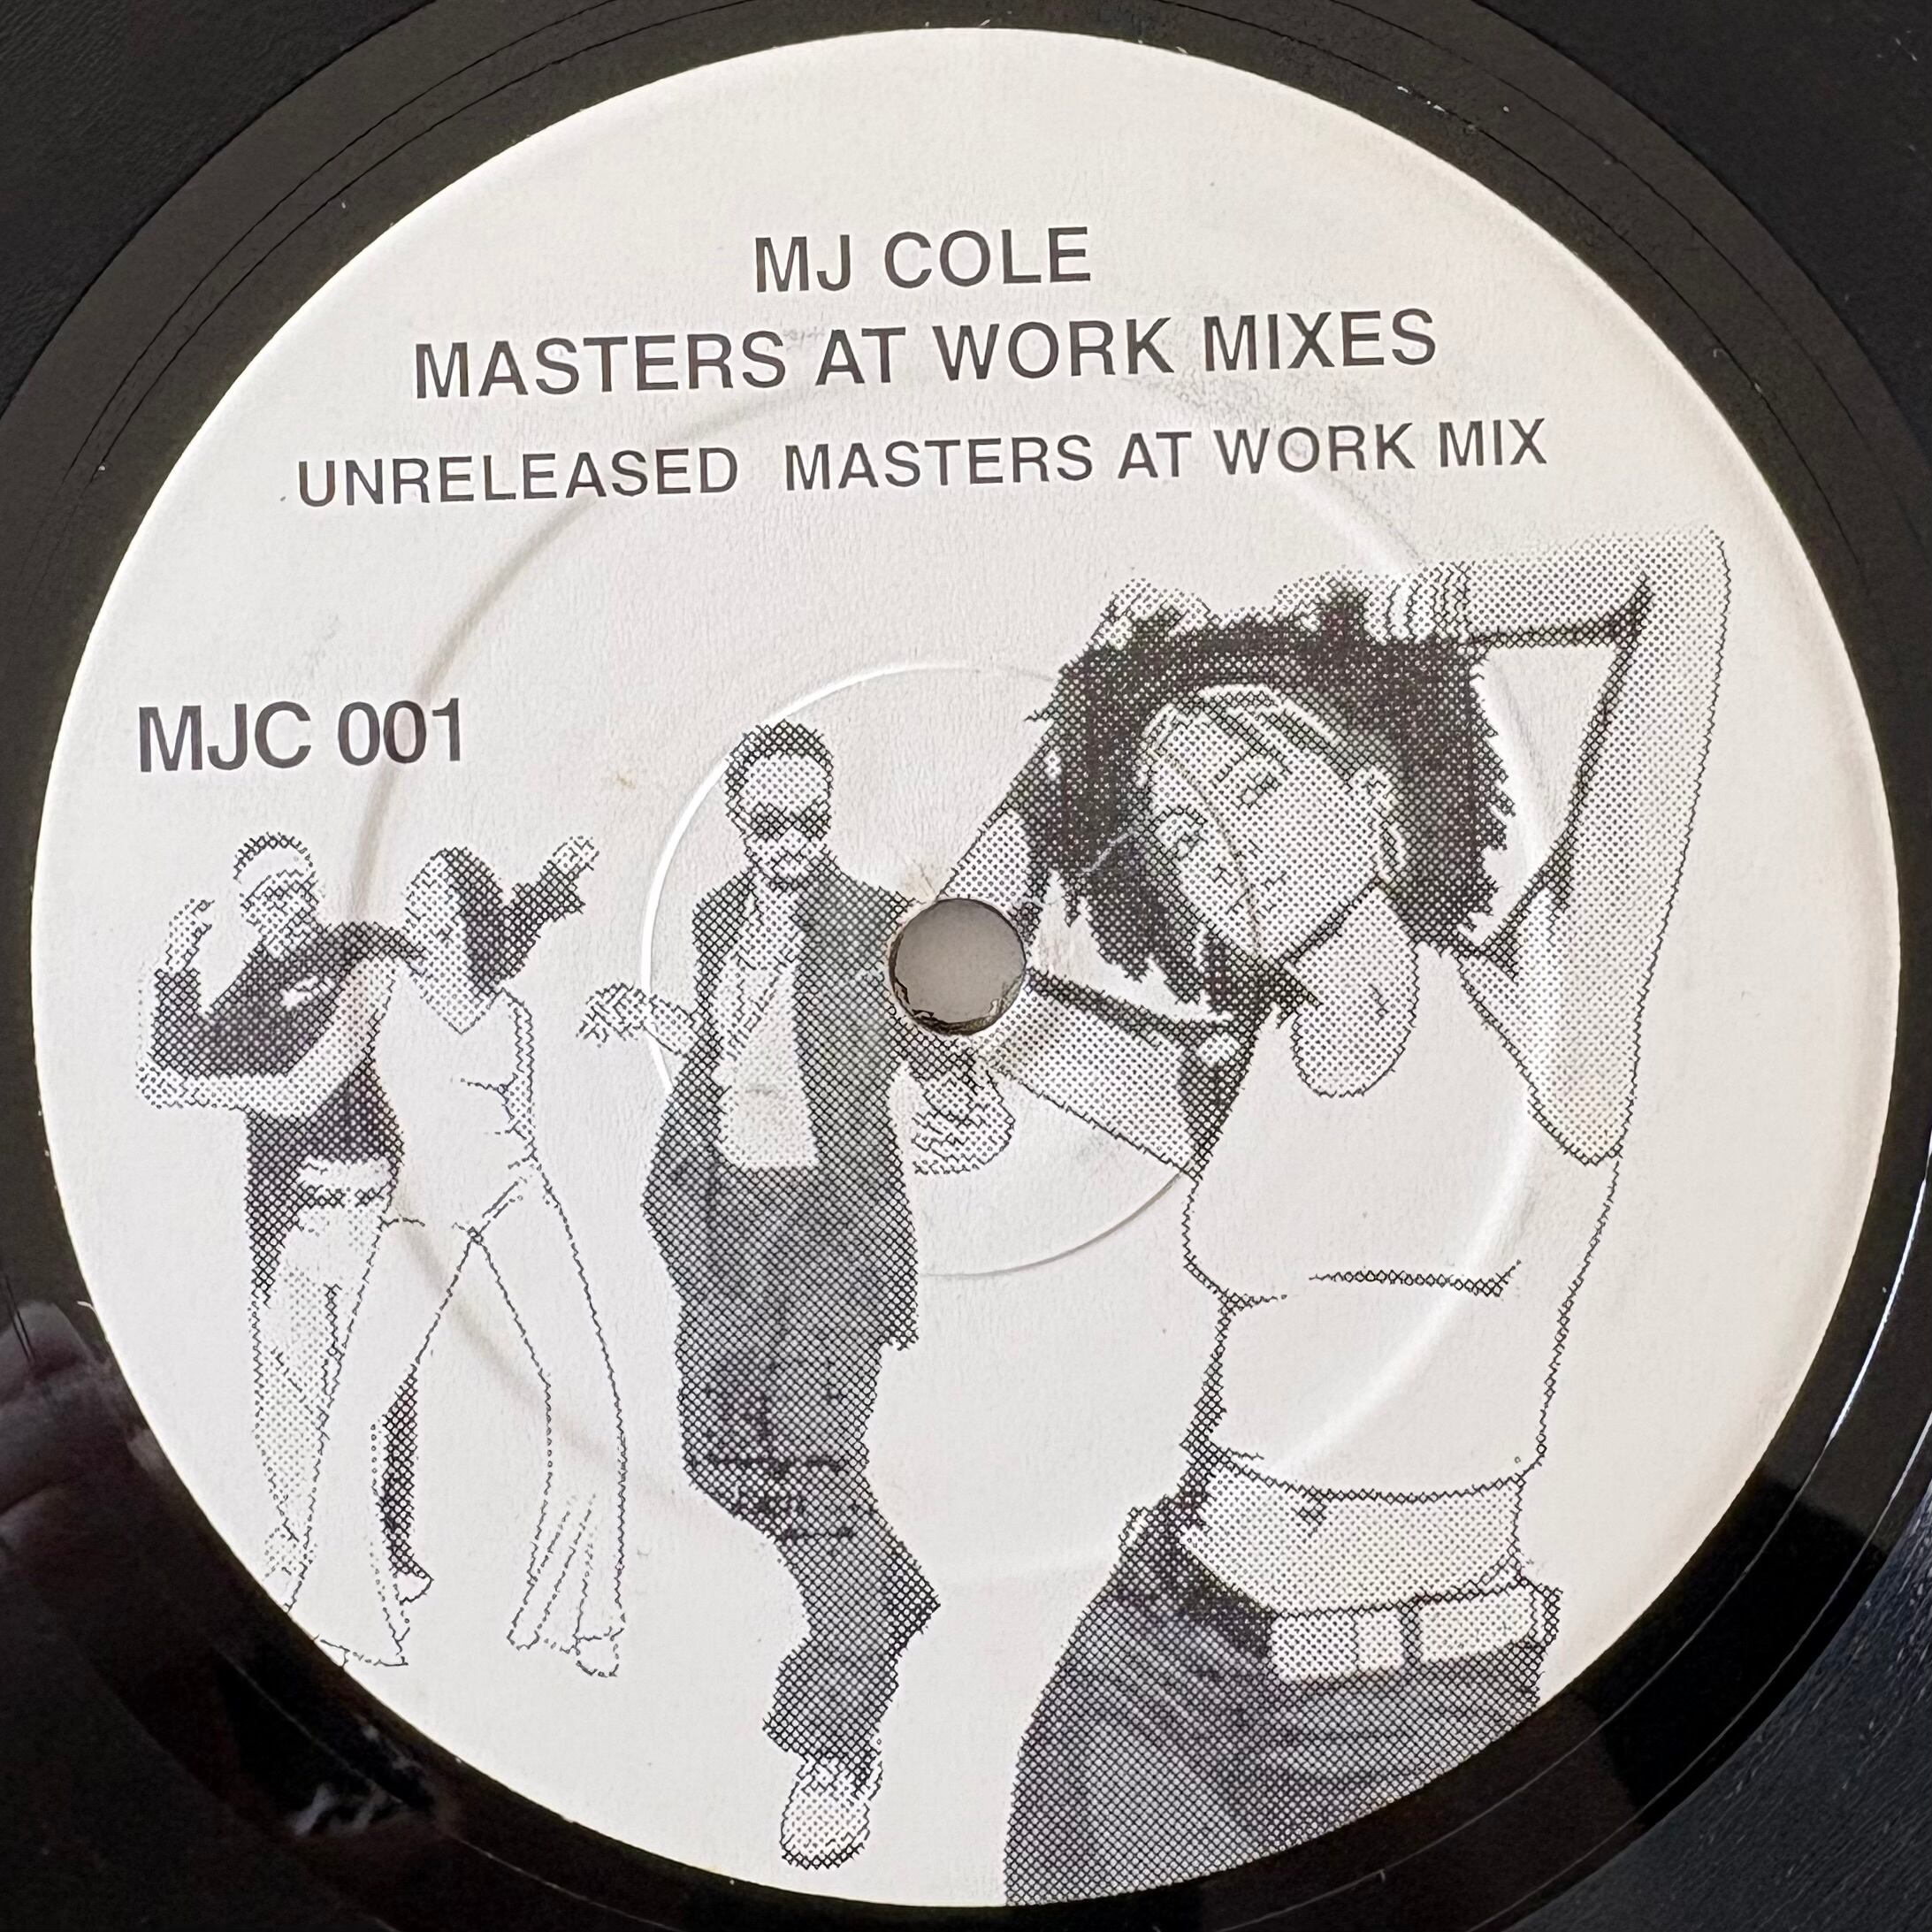 MJ COLE
MASTERS AT WORK MIXES
UNRELEASED MASTERS AT WORK MIX
MJC 001